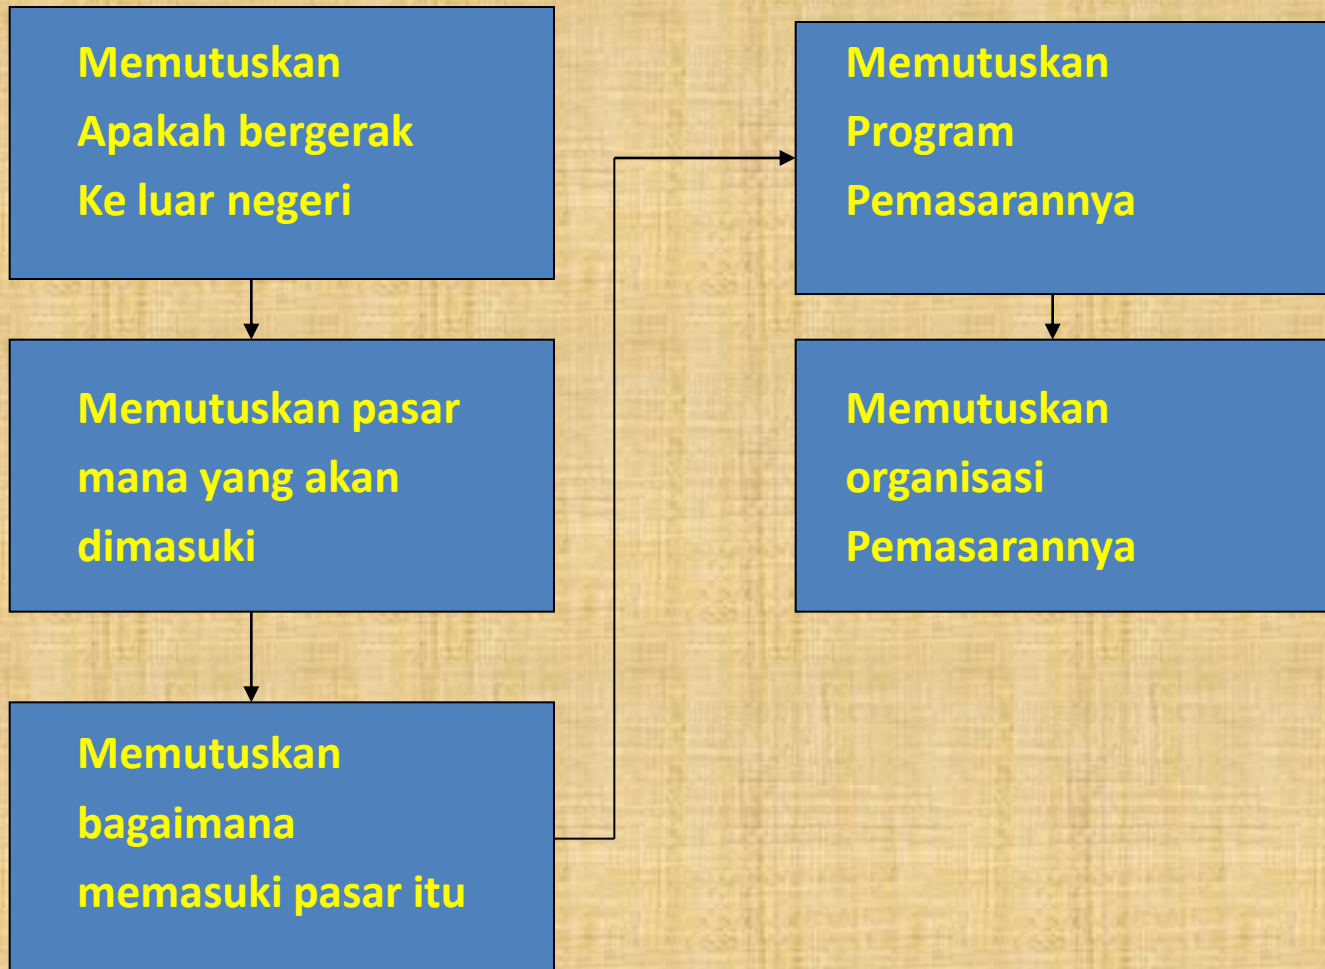 Memutuskan
Apakah bergerak
Ke luar negeri
Memutuskan pasar
mana yang akan
dimasuki
Memutuskan
bagaimana
memasuki pasar itu
Memutuskan
Program
Pemasarannya
Memutuskan
organisasi
Pemasarannya